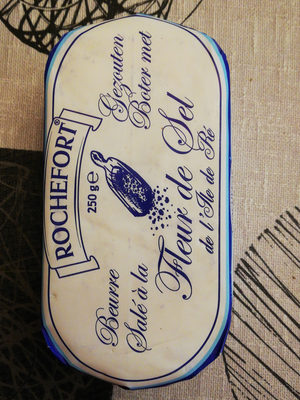 ROCHEFORT®
250 g e
Beurre
Salé à la
Gezouten
Boter met
Fleur de Sel
de l'Ile de Ré